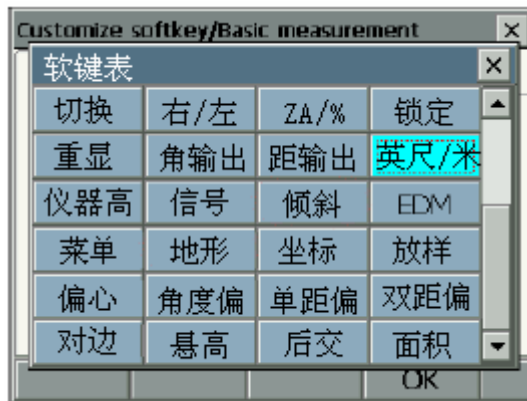 Customize softkey/Basic measurement
软键表
切换 右/左 ZA/% 锁定
重显 角输出 距输出 英尺/米
仪器高 信号 倾斜 EDM
菜单 地形 坐标 放样
偏心 角度偏 单距偏 双距偏
对边 悬高 后交 面积
OK